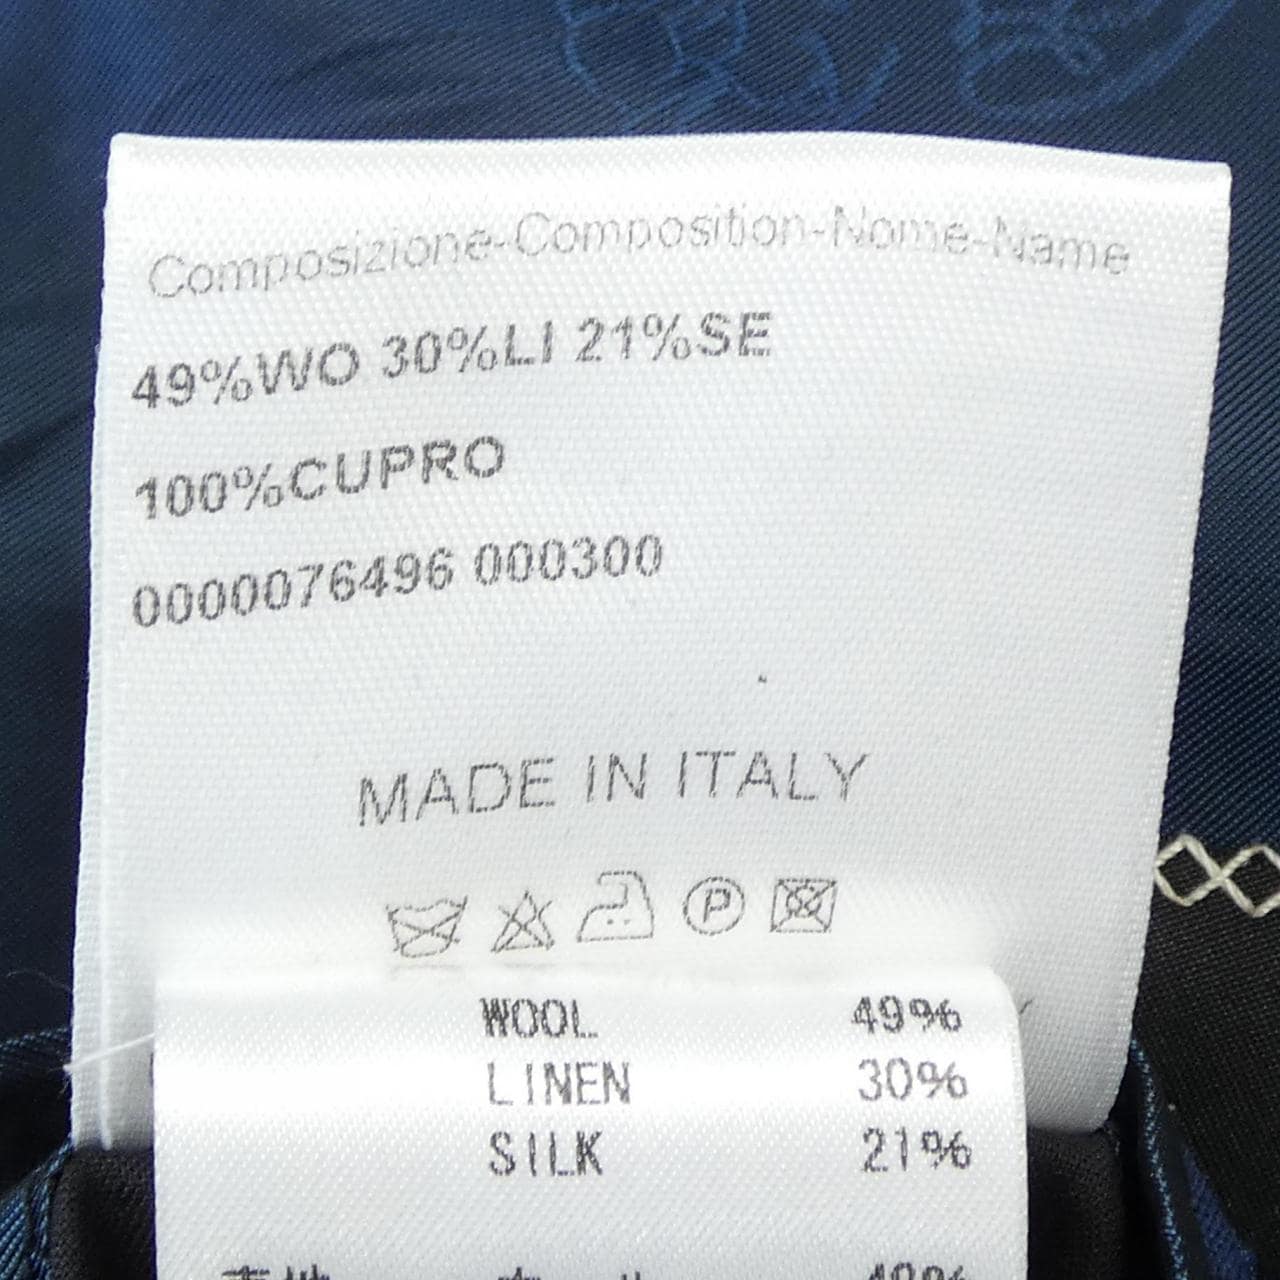 Composizione-Composition-Nome-Name
49%WO 30%LI 21%SE
100%CUPRO
0000076496 000300
MADE IN ITALY
P
WOOL 49%
LINEN 30%
SILK 21%